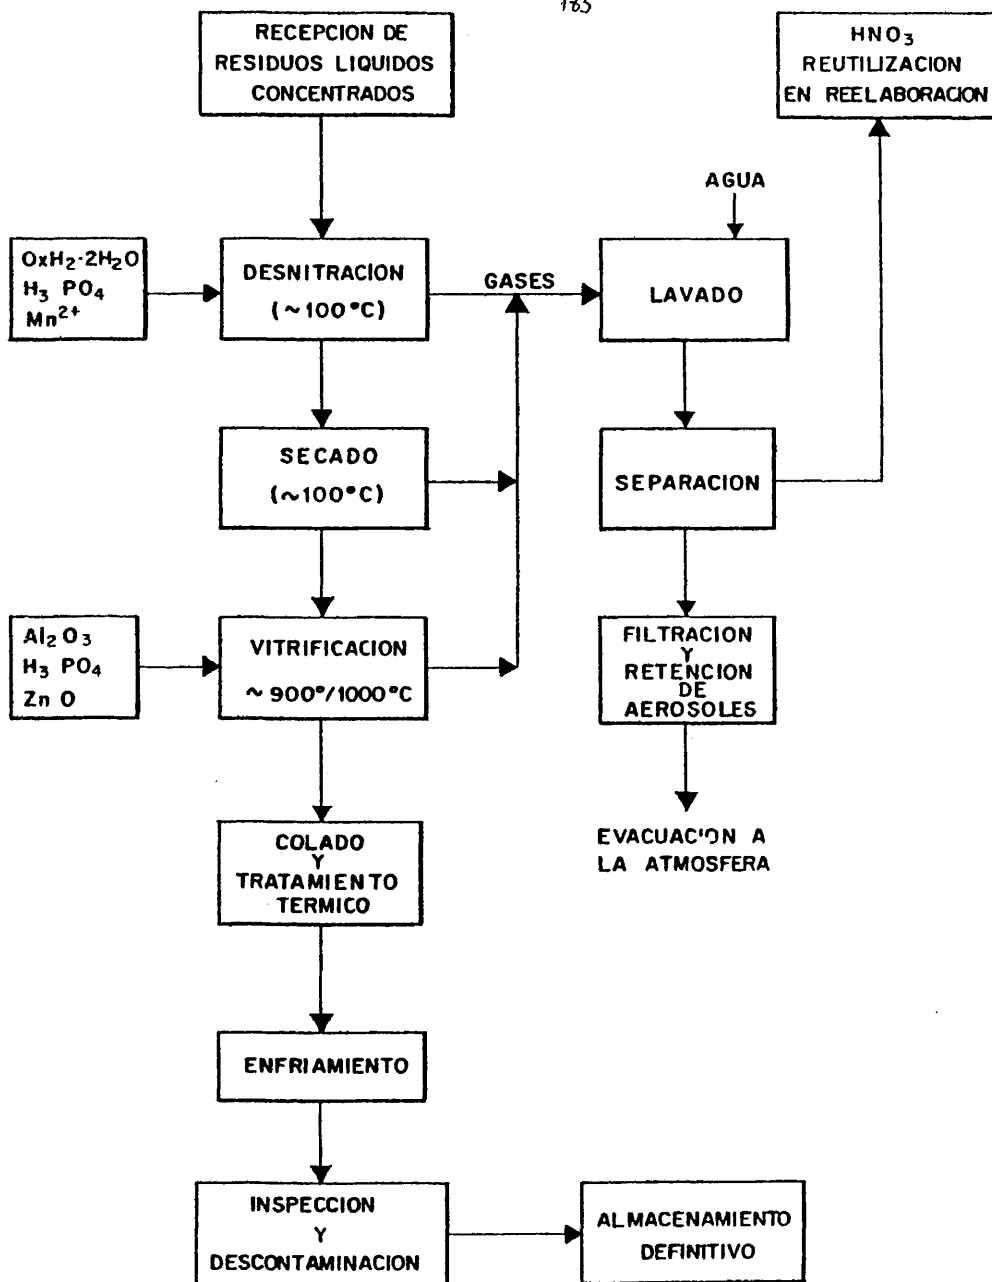 183
RECEPCION DE
RESIDUOS LIQUIDOS
CONCENTRADOS
HNO₃
REUTILIZACION
EN REELABORACION
AGUA
OxH₂·2H₂O
H₃ PO₄
Mn²⁺
DESNITRACION
(~100°C)
GASES
LAVADO
SECADO
(~100°C)
SEPARACION
Al₂O₃
H₃ PO₄
Zn O
VITRIFICACION
~900°/1000°C
FILTRACION
Y
RETENCION
DE
AEROSOLES
EVACUACION A
LA ATMOSFERA
COLADO
Y
TRATAMIENTO
TERMICO
ENFRIAMIENTO
INSPECCION
Y
DESCONTAMINACION
ALMACENAMIENTO
DEFINITIVO